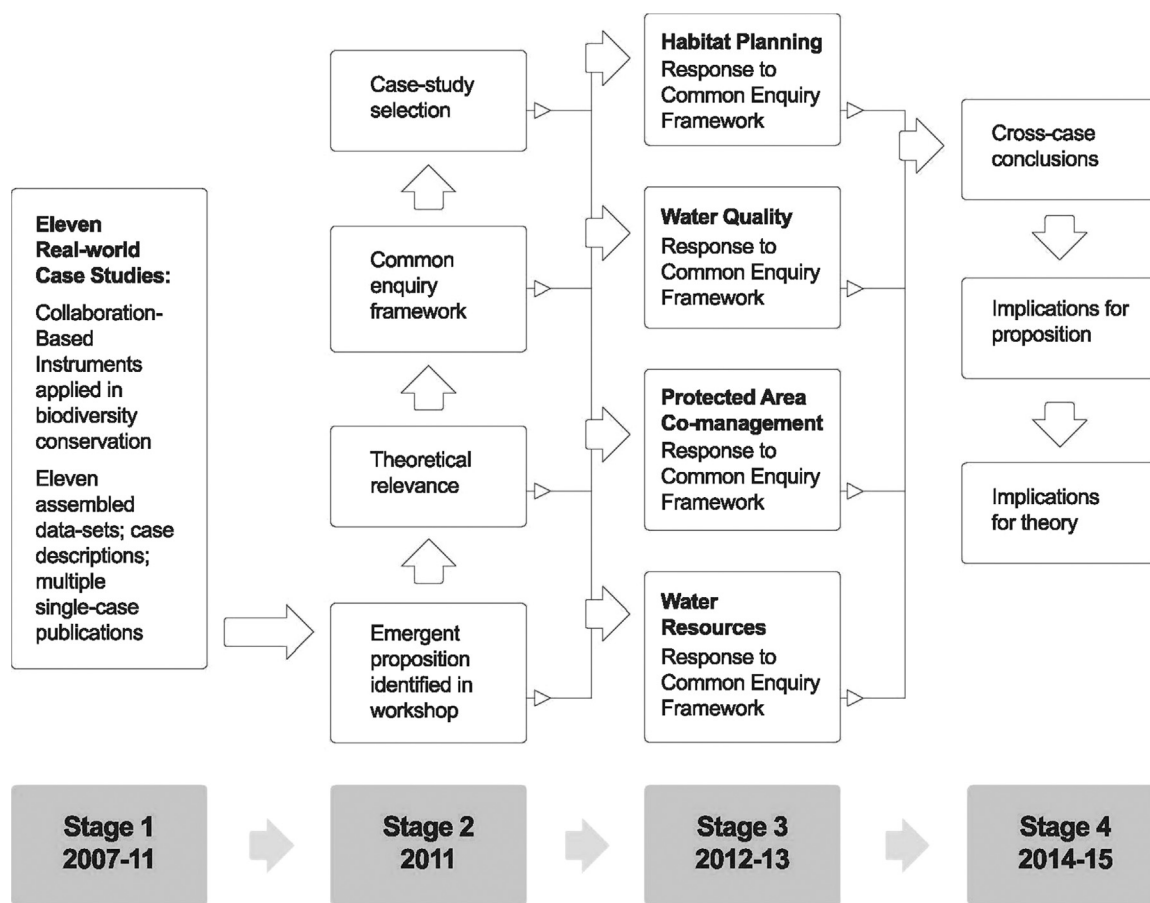 Eleven
Real-world
Case Studies:
Collaboration-
Based
Instruments
applied in
biodiversity
conservation
Eleven
assembled
data-sets; case
descriptions;
multiple
single-case
publications
Case-study
selection
Common
enquiry
framework
Theoretical
relevance
Emergent
proposition
identified in
workshop
Habitat Planning
Response to
Common Enquiry
Framework
Water Quality
Response to
Common Enquiry
Framework
Protected Area
Co-management
Response to
Common Enquiry
Framework
Water
Resources
Response to
Common Enquiry
Framework
Cross-case
conclusions
Implications for
proposition
Implications
for theory
Stage 1
2007-11
Stage 2
2011
Stage 3
2012-13
Stage 4
2014-15